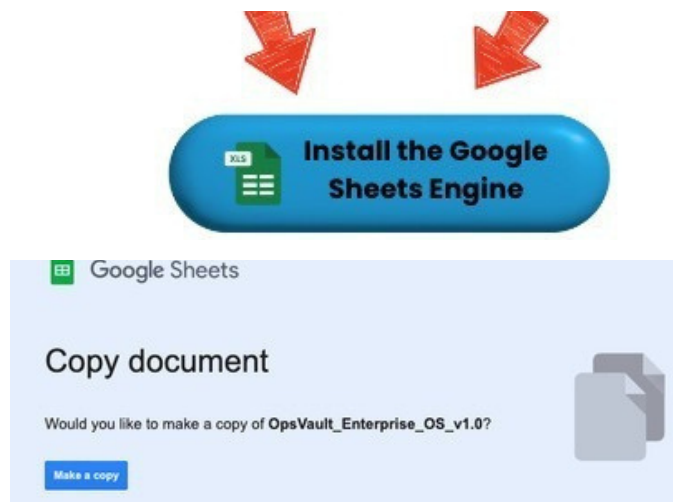 Install the Google
XLS
Sheets Engine
Google Sheets
Copy document
Would you like to make a copy of OpsVault_Enterprise_OS_v1.0?
Make a copy